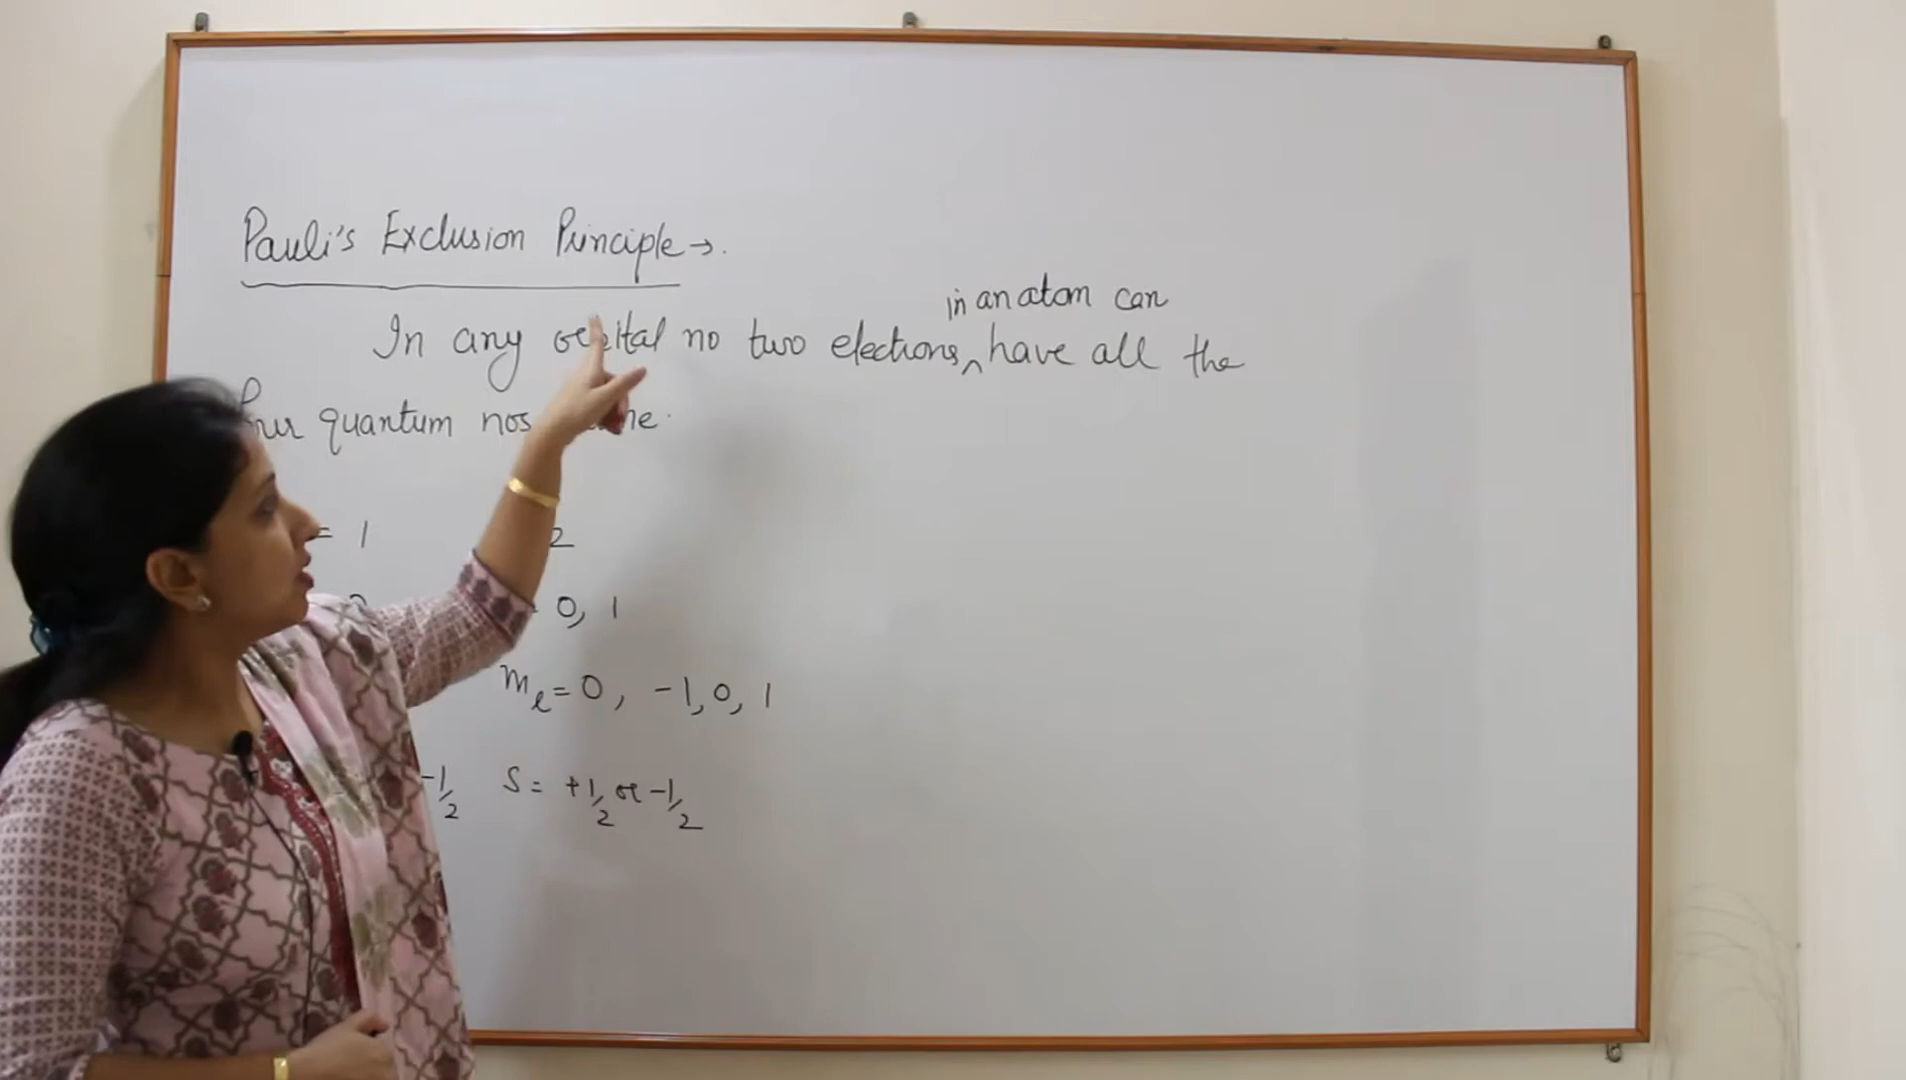 Pauli's Exclusion Principle →.
in an atom can
In any orbital no two electrons ^ have all the
four quantum nos
= 1 2
0, 1
mℓ = 0, -1, 0, 1
-1/2 S = +1/2 or -1/2